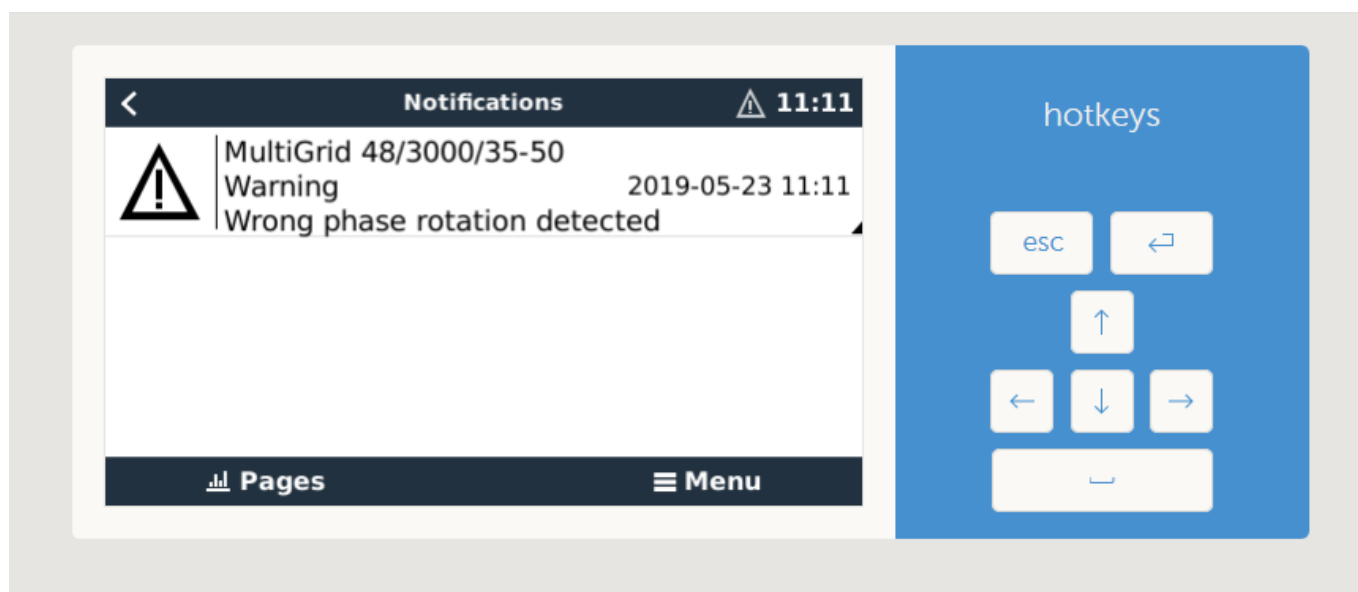 Notifications 11:11
MultiGrid 48/3000/35-50
Warning 2019-05-23 11:11
Wrong phase rotation detected
Pages Menu
hotkeys
esc